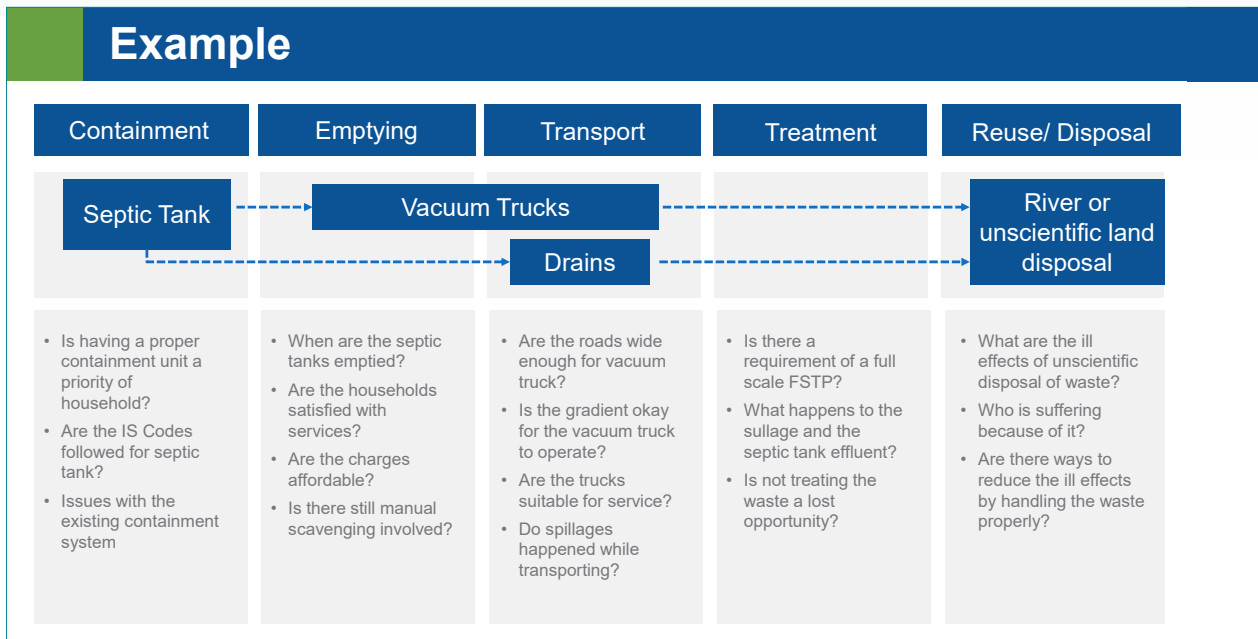 Example
Containment
Emptying
Transport
Treatment
Reuse/ Disposal
Septic Tank
Vacuum Trucks
Drains
River or
unscientific land
disposal
• Is having a proper
containment unit a
priority of
household?
• Are the IS Codes
followed for septic
tank?
• Issues with the
existing containment
system
• When are the septic
tanks emptied?
• Are the households
satisfied with
services?
• Are the charges
affordable?
• Is there still manual
scavenging involved?
• Are the roads wide
enough for vacuum
truck?
• Is the gradient okay
for the vacuum truck
to operate?
• Are the trucks
suitable for service?
• Do spillages
happened while
transporting?
• Is there a
requirement of a full
scale FSTP?
• What happens to the
sullage and the
septic tank effluent?
• Is not treating the
waste a lost
opportunity?
• What are the ill
effects of unscientific
disposal of waste?
• Who is suffering
because of it?
• Are there ways to
reduce the ill effects
by handling the waste
properly?